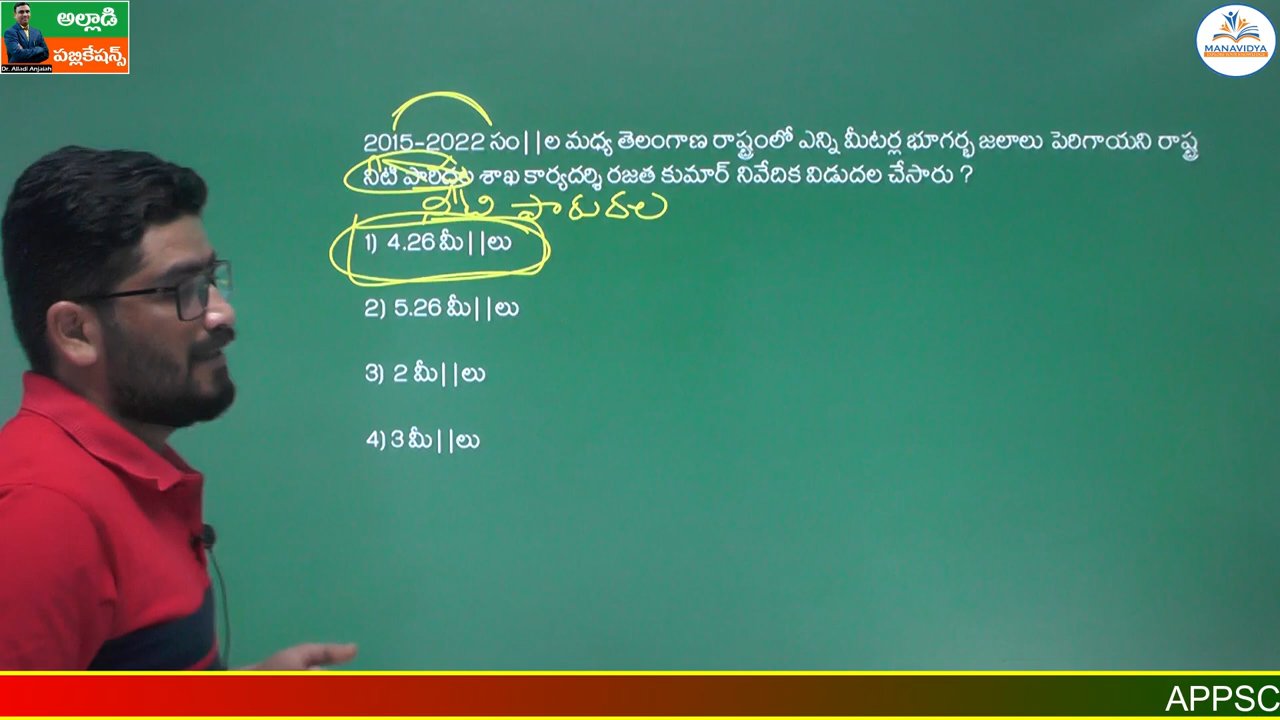 అల్లాడి
పబ్లికేషన్స్
Dr. Alladi Anjaiah
MANAVIDYA
2015-2022 సం||ల మధ్య తెలంగాణ రాష్ట్రంలో ఎన్ని మీటర్ల భూగర్భ జలాలు పెరిగాయని రాష్ట్ర
నీటి పారిదల శాఖ కార్యదర్శి రజత కుమార్ నివేదిక విడుదల చేసారు ?
నీటి పారుదల
1) 4.26 మీ||లు
2) 5.26 మీ||లు
3) 2 మీ||లు
4) 3 మీ||లు
APPSC